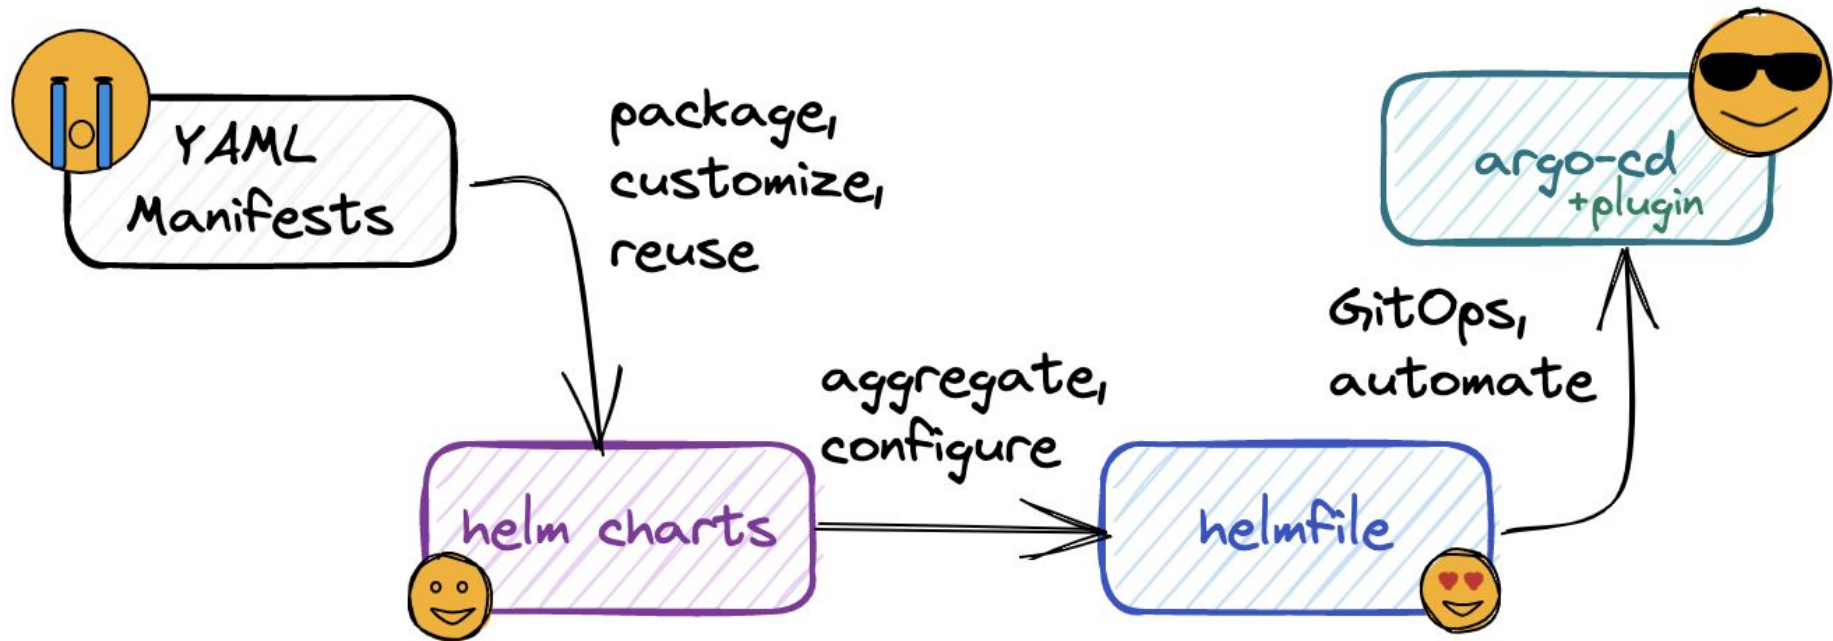 YAML
Manifests
package,
customize,
reuse
helm charts
aggregate,
configure
helmfile
GitOps,
automate
argo-cd
+plugin